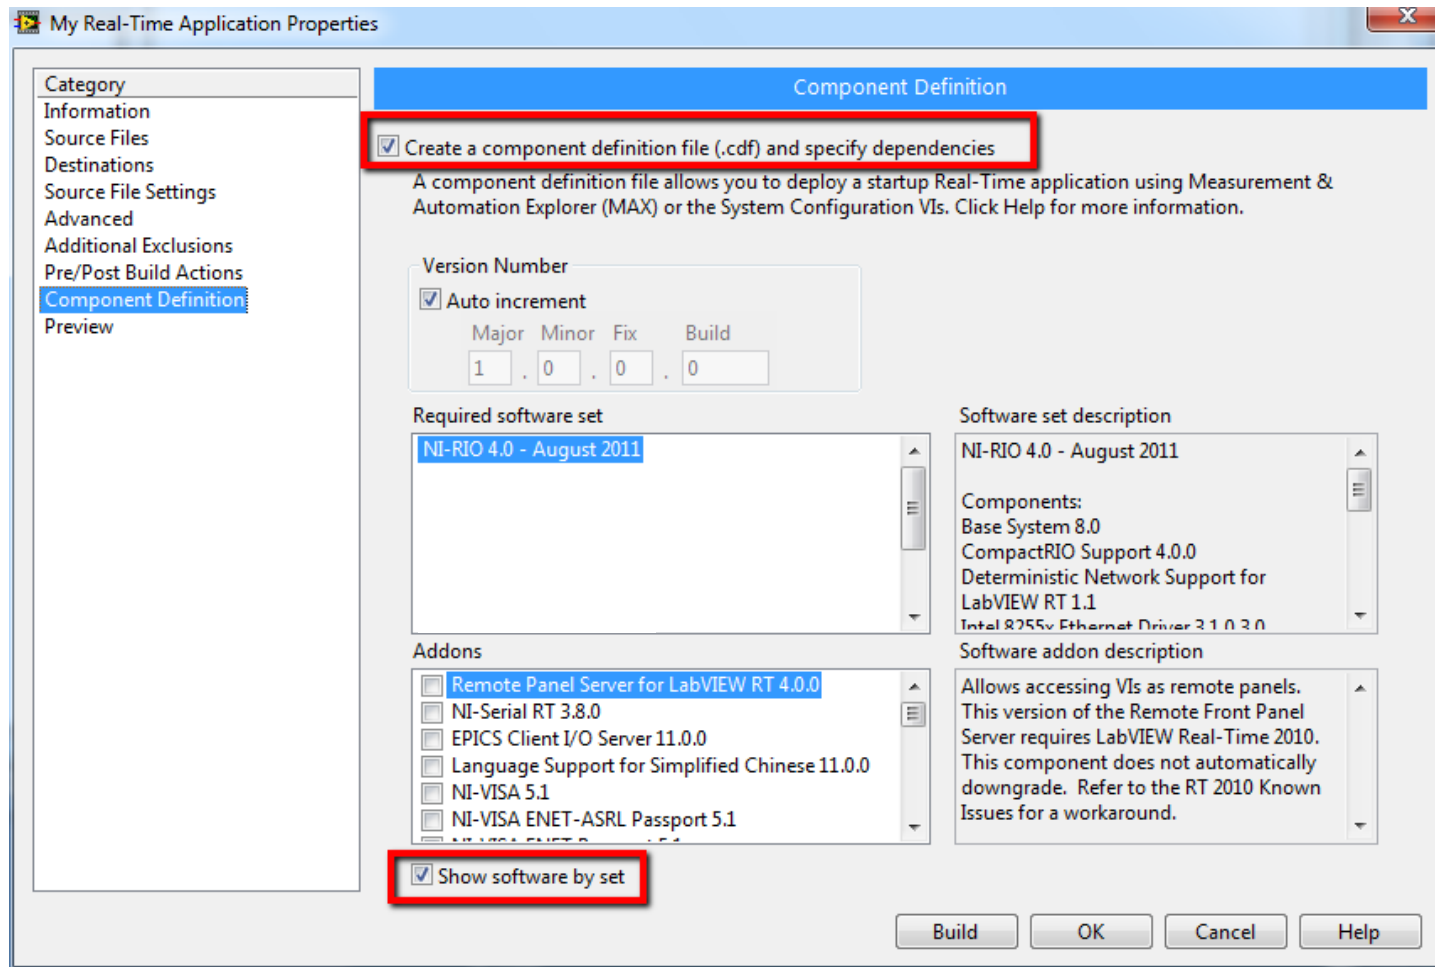 My Real-Time Application Properties
Category
Information
Source Files
Destinations
Source File Settings
Advanced
Additional Exclusions
Pre/Post Build Actions
Component Definition
Preview
Component Definition
Create a component definition file (.cdf) and specify dependencies
A component definition file allows you to deploy a startup Real-Time application using Measurement &
Automation Explorer (MAX) or the System Configuration VIs. Click Help for more information.
Version Number
Auto increment
Major Minor Fix Build
1 . 0 . 0 . 0
Required software set
NI-RIO 4.0 - August 2011
Software set description
NI-RIO 4.0 - August 2011
Components:
Base System 8.0
CompactRIO Support 4.0.0
Deterministic Network Support for
LabVIEW RT 1.1
Intel 8255x Ethernet Driver 3.1.0.3.0
Addons
Remote Panel Server for LabVIEW RT 4.0.0
NI-Serial RT 3.8.0
EPICS Client I/O Server 11.0.0
Language Support for Simplified Chinese 11.0.0
NI-VISA 5.1
NI-VISA ENET-ASRL Passport 5.1
Software addon description
Allows accessing VIs as remote panels.
This version of the Remote Front Panel
Server requires LabVIEW Real-Time 2010.
This component does not automatically
downgrade. Refer to the RT 2010 Known
Issues for a workaround.
Show software by set
Build
OK
Cancel
Help